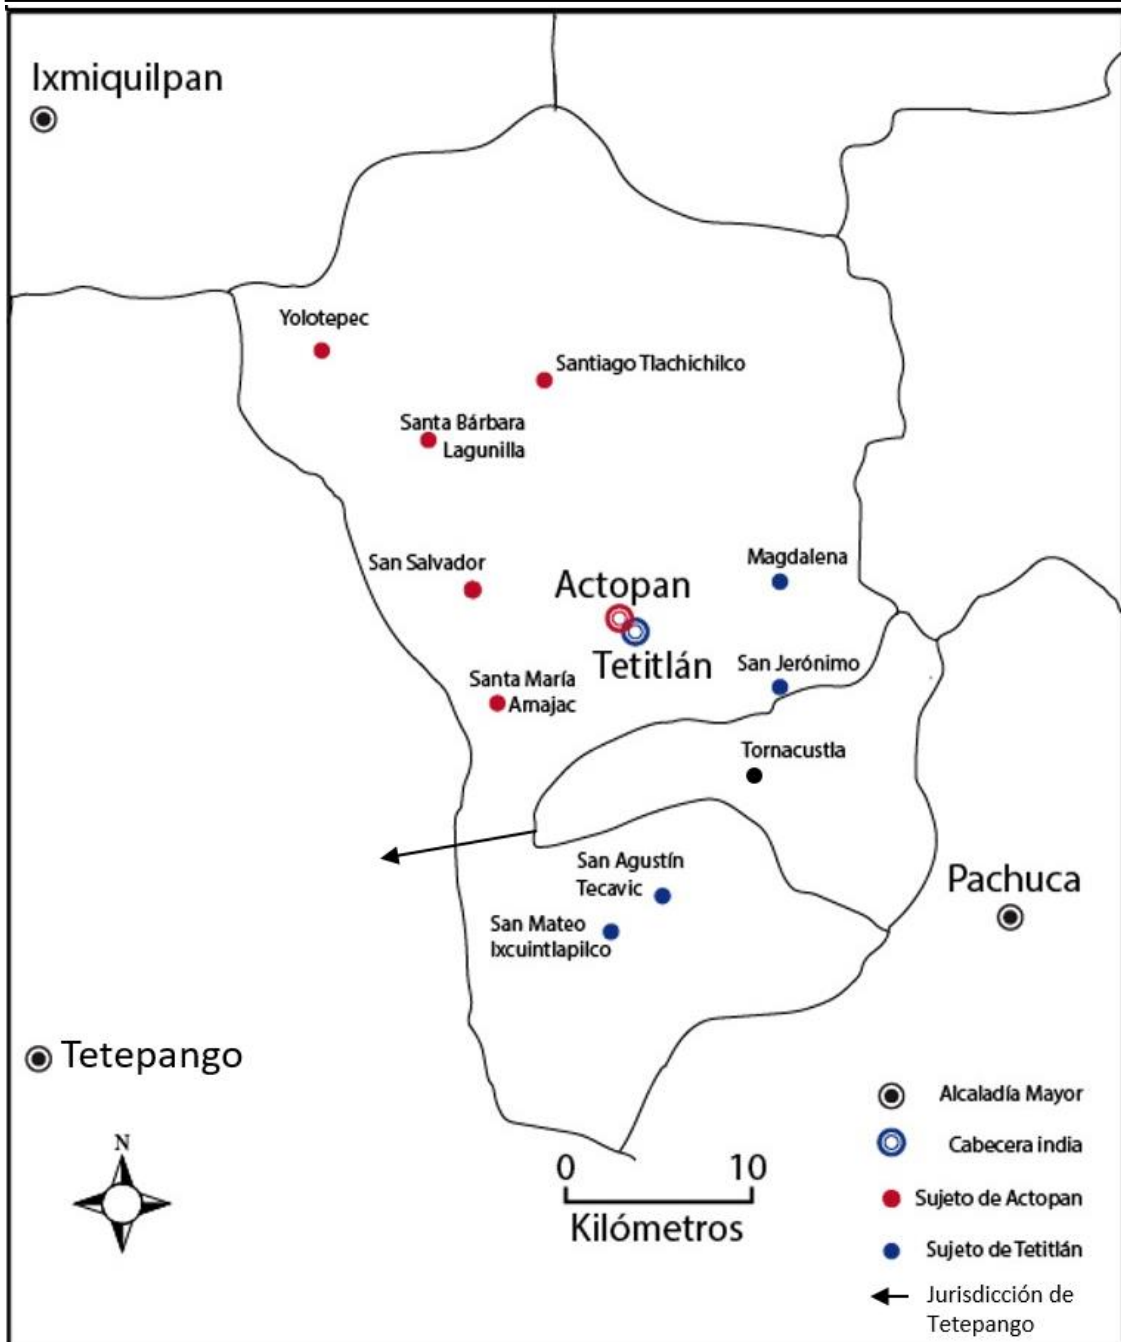 Ixmiquilpan
Yolotepec
Santiago Tlachichilco
Santa Bárbara
Lagunilla
San Salvador
Magdalena
Actopan
Tetitlán
San Jerónimo
Santa María
Amajac
Tornacustla
San Agustín
Tecavic
Pachuca
San Mateo
Ixcuintlapilco
Tetepango
N
0 10
Kilómetros
Alcaladía Mayor
Cabecera india
Sujeto de Actopan
Sujeto de Tetitlán
Jurisdicción de
Tetepango